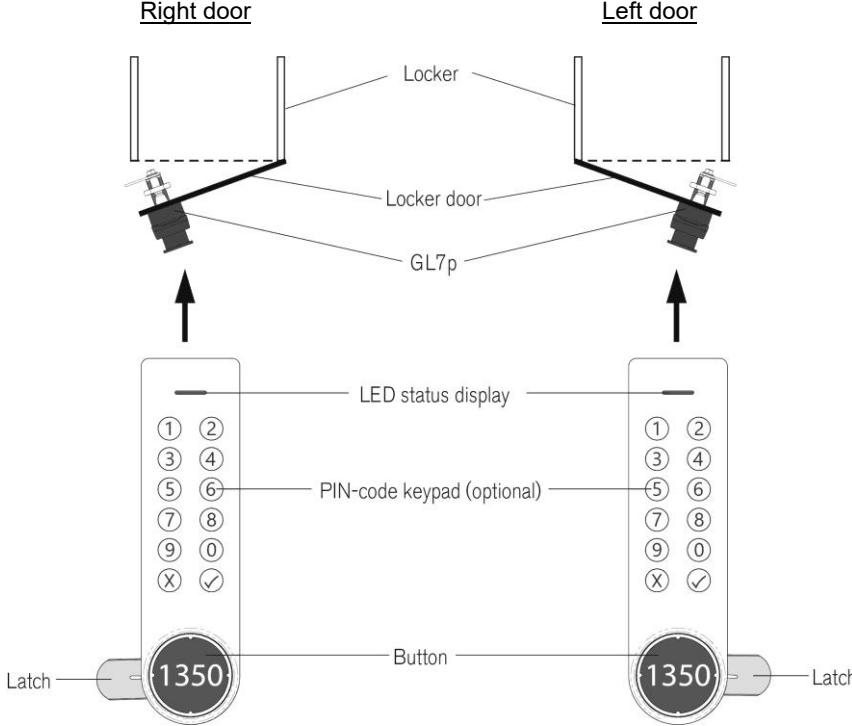 Right door Left door
Locker
Locker door
GL7p
LED status display
1 2 1 2
3 4 3 4
5 6 PIN-code keypad (optional) 5 6
7 8 7 8
9 0 9 0
X ✓ X ✓
Button
1350 1350
Latch Latch